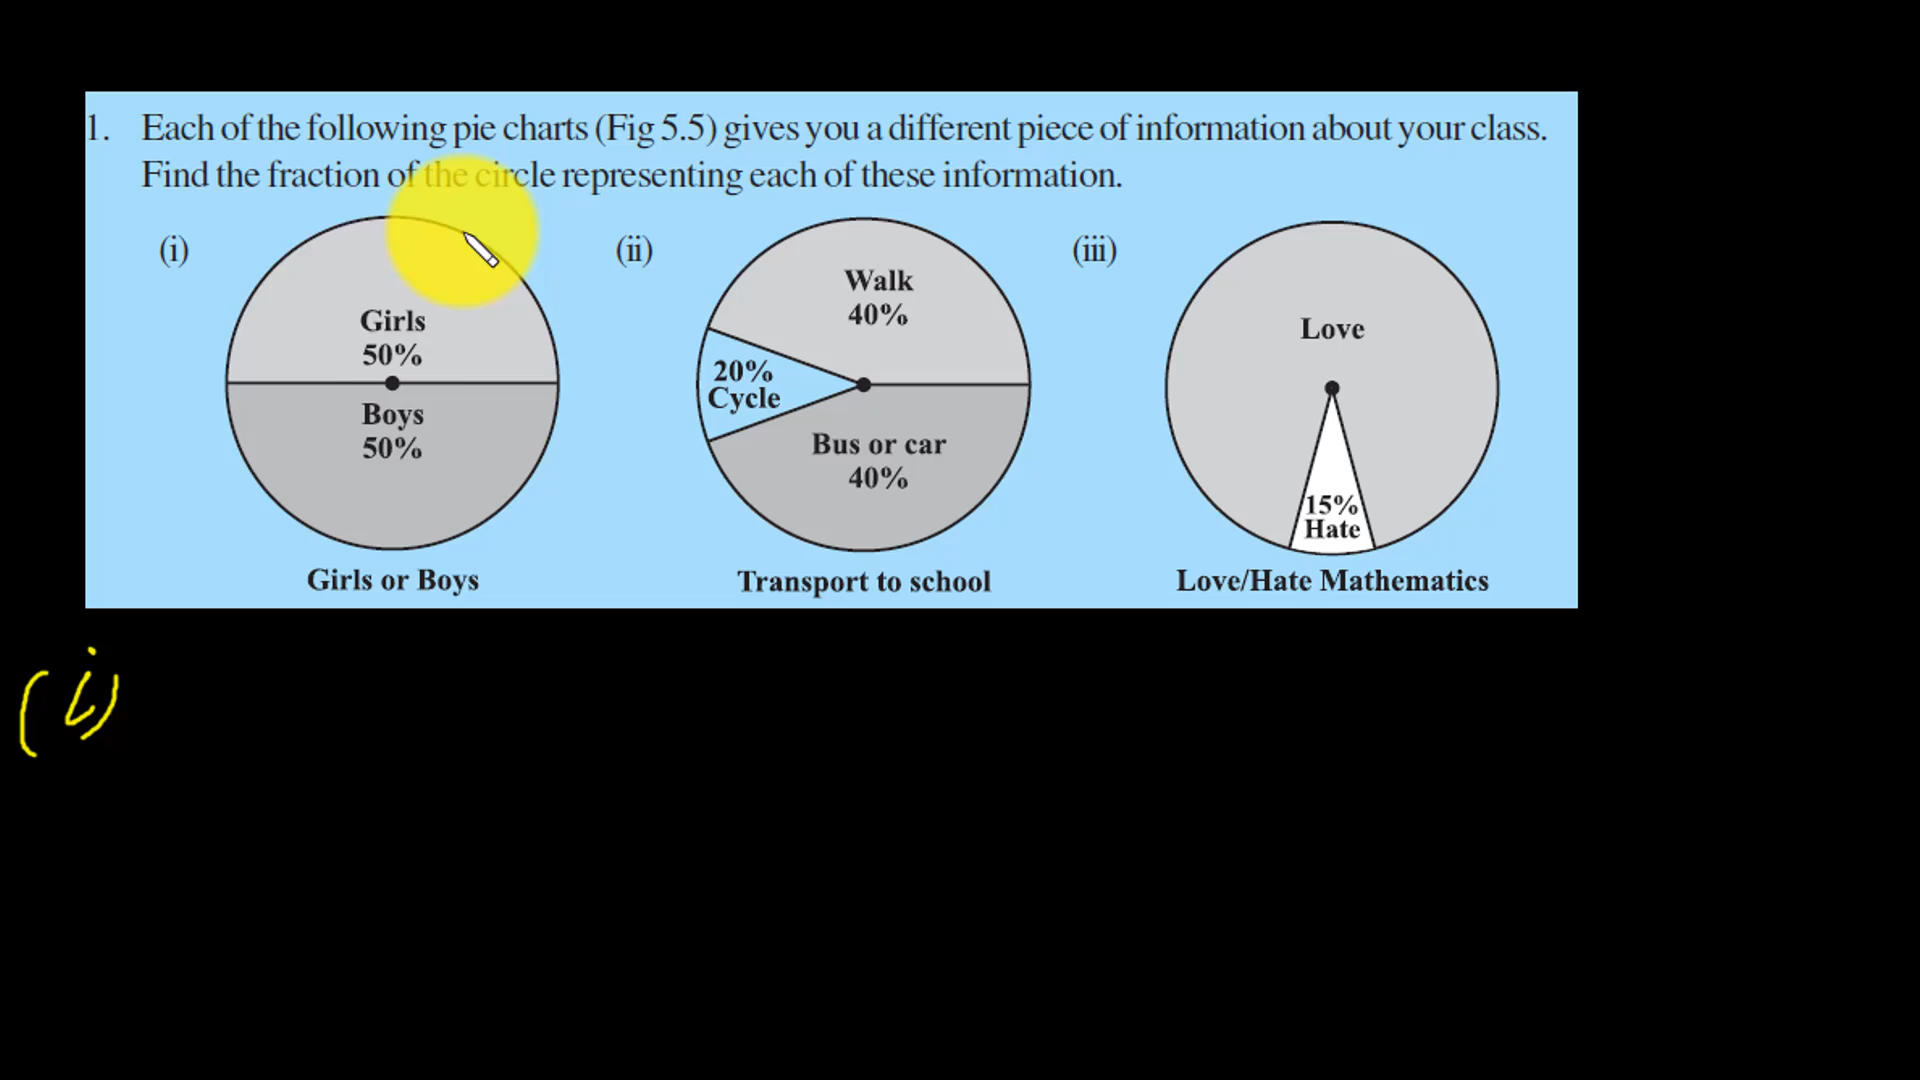 1. Each of the following pie charts (Fig 5.5) gives you a different piece of information about your class.
Find the fraction of the circle representing each of these information.
(i)
Girls
50%
Boys
50%
Girls or Boys
(ii)
Walk
40%
20%
Cycle
Bus or car
40%
Transport to school
(iii)
Love
15%
Hate
Love/Hate Mathematics
(i)